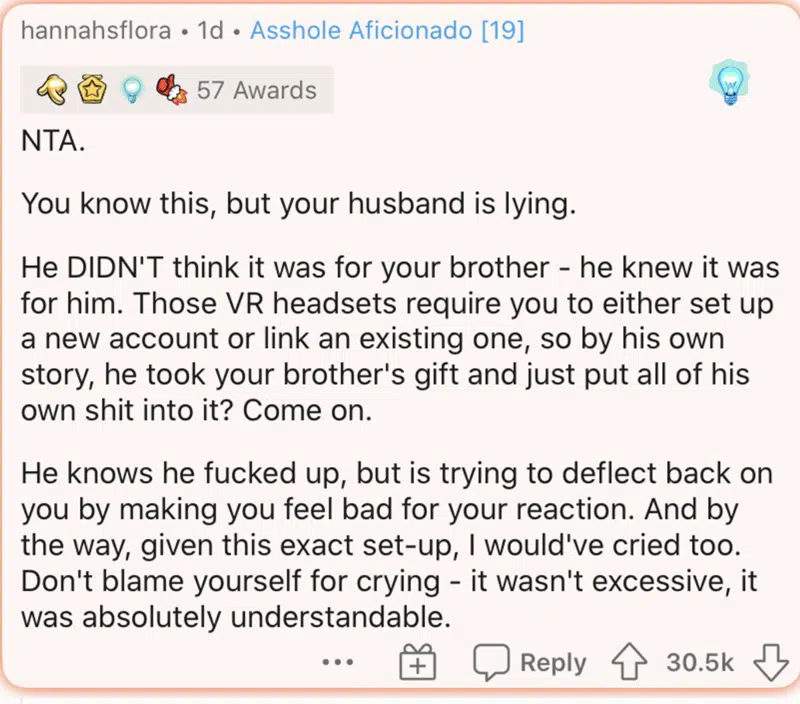 hannahsflora • 1d • Asshole Aficionado [19]
57 Awards
NTA.
You know this, but your husband is lying.
He DIDN'T think it was for your brother - he knew it was
for him. Those VR headsets require you to either set up
a new account or link an existing one, so by his own
story, he took your brother's gift and just put all of his
own shit into it? Come on.
He knows he fucked up, but is trying to deflect back on
you by making you feel bad for your reaction. And by
the way, given this exact set-up, I would've cried too.
Don't blame yourself for crying - it wasn't excessive, it
was absolutely understandable.
Reply 30.5k